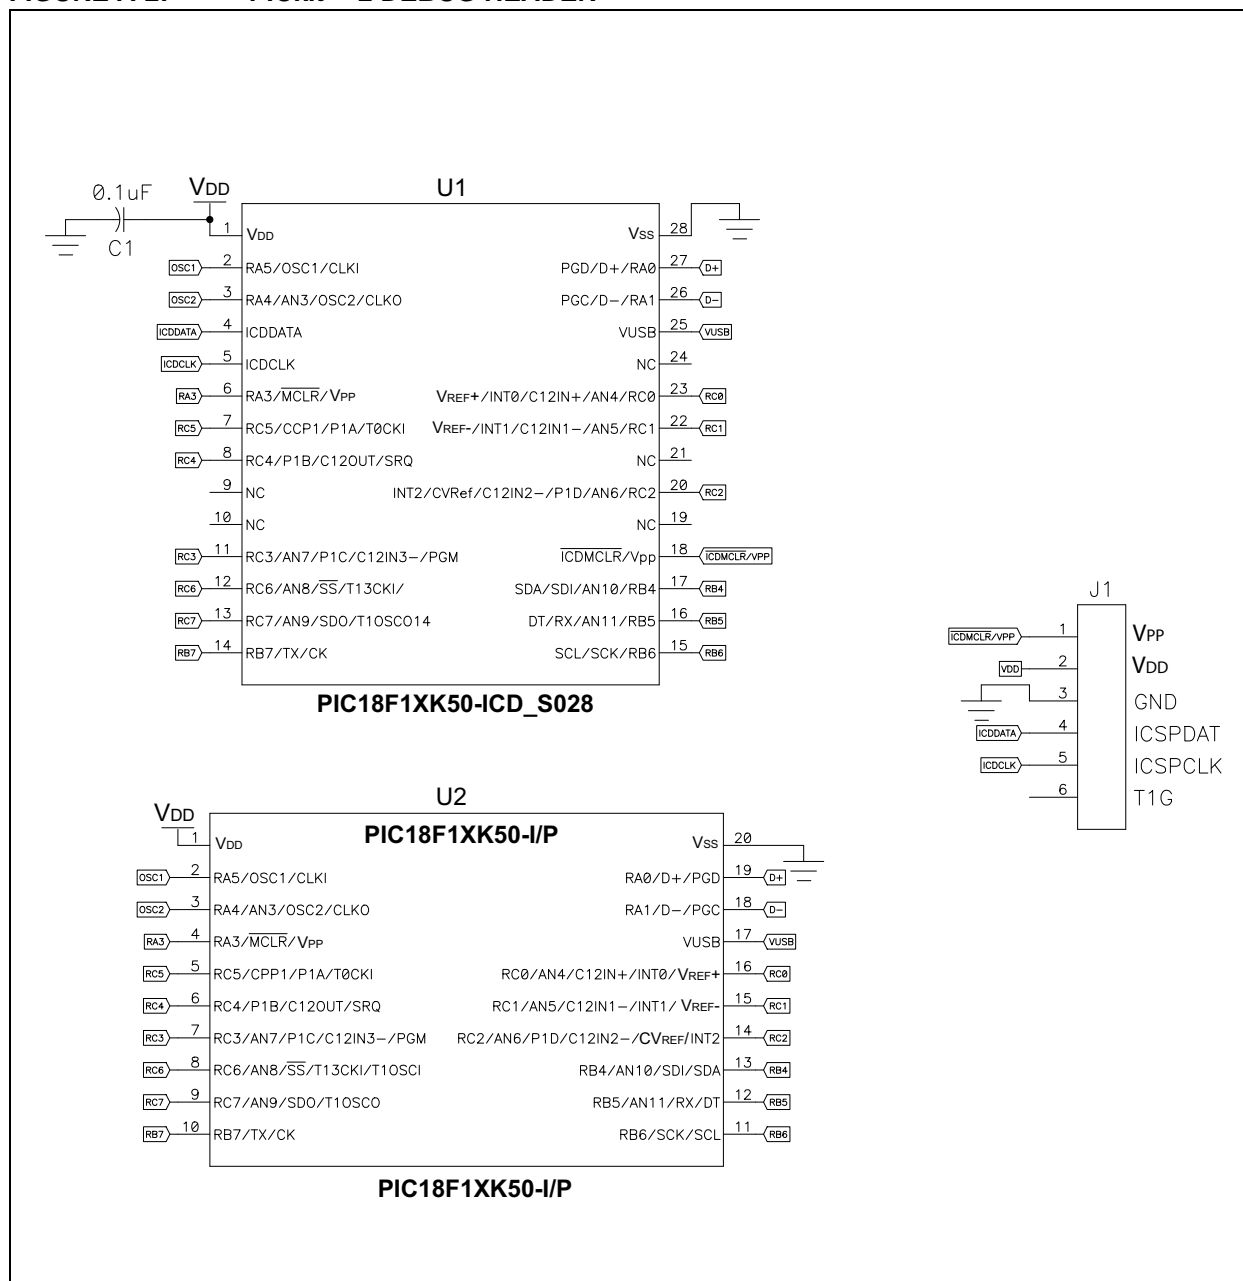 U1
0.1uF
VDD
C1
1 VDD
VSS 28
OSC1 2 RA5/OSC1/CLKI
PGD/D+/RA0 27 D+
OSC2 3 RA4/AN3/OSC2/CLKO
PGC/D-/RA1 26 D-
ICDDATA 4 ICDDATA
VUSB 25 VUSB
ICDCLK 5 ICDCLK
NC 24
RA3 6 RA3/MCLR/VPP
VREF+/INT0/C12IN+/AN4/RC0 23 RC0
RC5 7 RC5/CCP1/P1A/T0CKI
VREF-/INT1/C12IN1-/AN5/RC1 22 RC1
RC4 8 RC4/P1B/C12OUT/SRQ
NC 21
9 NC
INT2/CVRef/C12IN2-/P1D/AN6/RC2 20 RC2
10 NC
NC 19
RC3 11 RC3/AN7/P1C/C12IN3-/PGM
ICDMCLR/Vpp 18 ICDMCLR/VPP
RC6 12 RC6/AN8/SS/T13CKI/
SDA/SDI/AN10/RB4 17 RB4
RC7 13 RC7/AN9/SDO/T1OSCO14
DT/RX/AN11/RB5 16 RB5
RB7 14 RB7/TX/CK
SCL/SCK/RB6 15 RB6
PIC18F1XK50-ICD_S028
J1
ICDMCLR/VPP 1 VPP
VDD 2 VDD
3 GND
ICDDATA 4 ICSPDAT
ICDCLK 5 ICSPCLK
6 T1G
U2
VDD
PIC18F1XK50-I/P
1 VDD
VSS 20
OSC1 2 RA5/OSC1/CLKI
RA0/D+/PGD 19 D+
OSC2 3 RA4/AN3/OSC2/CLKO
RA1/D-/PGC 18 D-
RA3 4 RA3/MCLR/VPP
VUSB 17 VUSB
RC5 5 RC5/CPP1/P1A/T0CKI
RC0/AN4/C12IN+/INT0/VREF+ 16 RC0
RC4 6 RC4/P1B/C12OUT/SRQ
RC1/AN5/C12IN1-/INT1/ VREF- 15 RC1
RC3 7 RC3/AN7/P1C/C12IN3-/PGM
RC2/AN6/P1D/C12IN2-/CVREF/INT2 14 RC2
RC6 8 RC6/AN8/SS/T13CKI/T1OSCI
RB4/AN10/SDI/SDA 13 RB4
RC7 9 RC7/AN9/SDO/T1OSCO
RB5/AN11/RX/DT 12 RB5
RB7 10 RB7/TX/CK
RB6/SCK/SCL 11 RB6
PIC18F1XK50-I/P